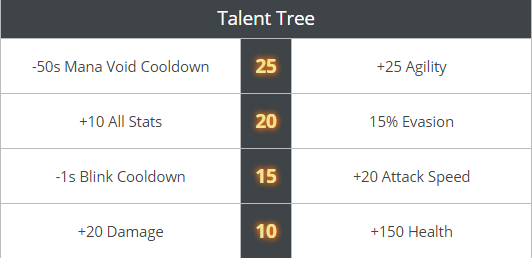 Talent Tree
-50s Mana Void Cooldown 25 +25 Agility
+10 All Stats 20 15% Evasion
-1s Blink Cooldown 15 +20 Attack Speed
+20 Damage 10 +150 Health